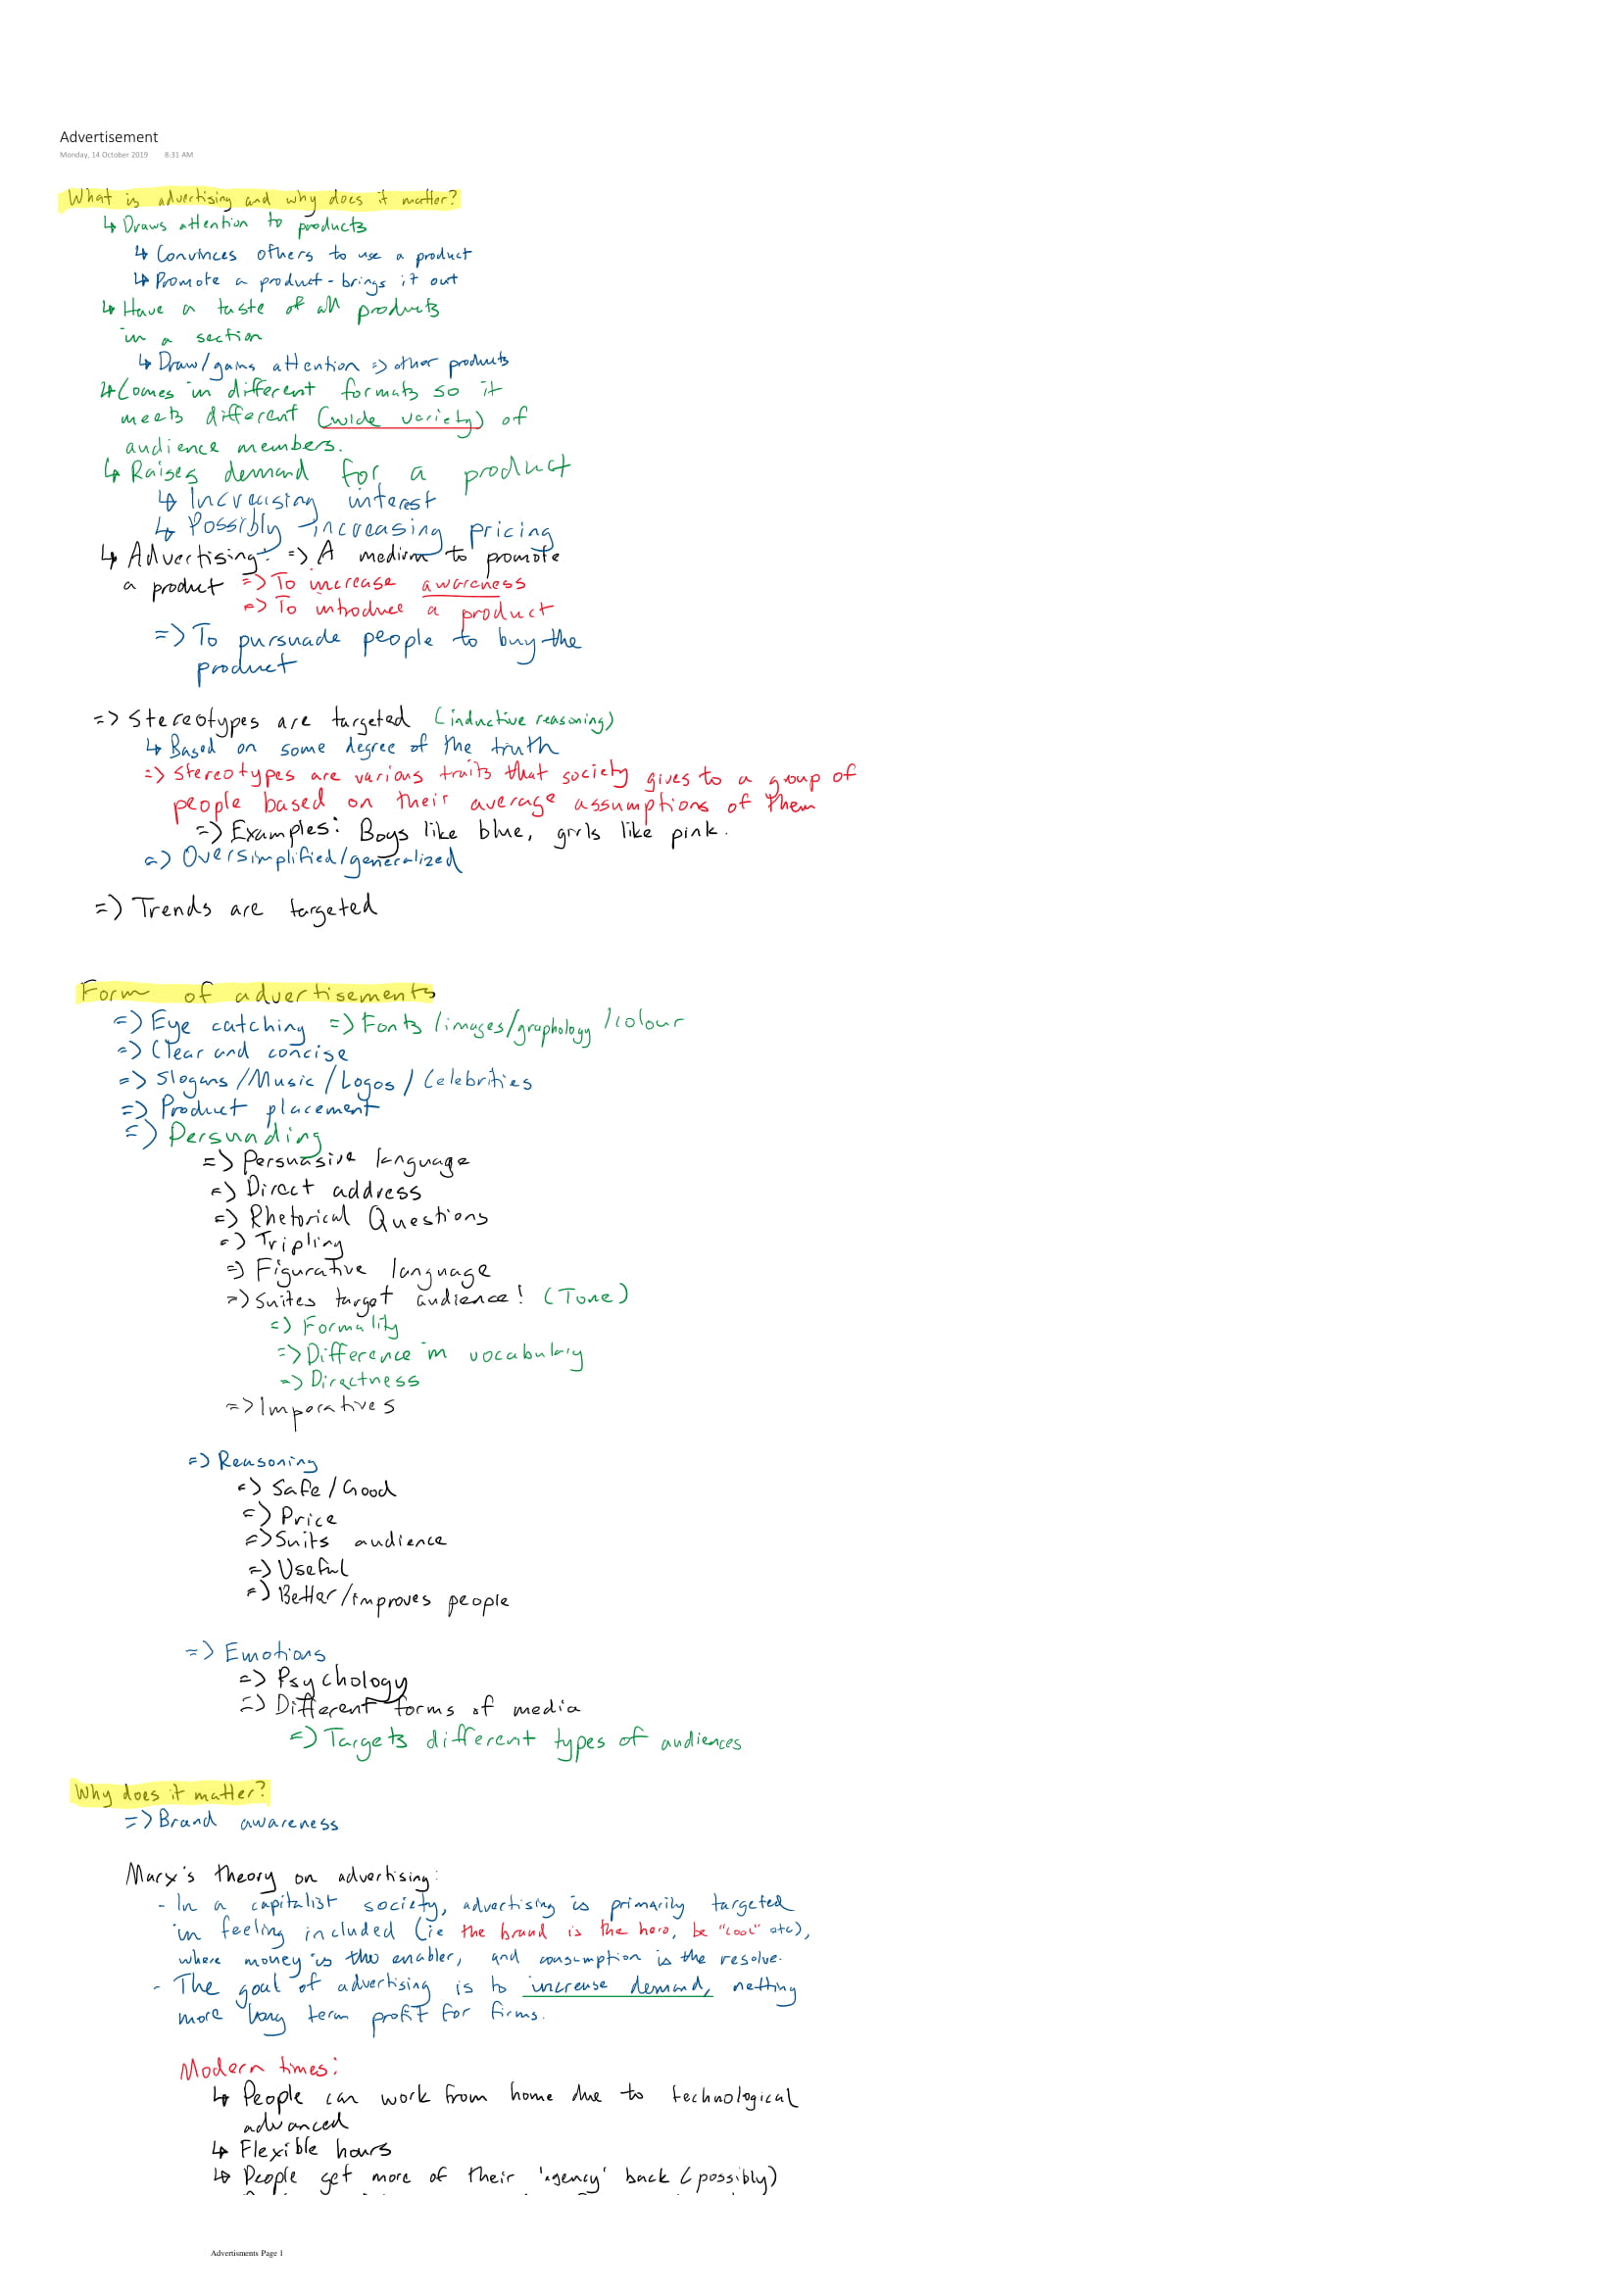 Advertisement
Monday, 14 October 2019 8:31 AM
What is advertising and why does it matter?
↳ Draws attention to products
↳ Convinces others to use a product
↳ Promote a product - brings it out
↳ Have a taste of all products
in a section
↳ Draw/gains attention => other products
↳ Comes in different formats so it
meets different (wide variety) of
audience members.
↳ Raises demand for a product
↳ Increasing interest
↳ Possibly increasing pricing
↳ Advertising: => A medium to promote
a product => To increase awareness
=> To introduce a product
=> To pursuade people to buy the
product
=> Stereotypes are targeted (inductive reasoning)
↳ Based on some degree of the truth
=> Stereotypes are various traits that society gives to a group of
people based on their average assumptions of them
=> Examples: Boys like blue, girls like pink.
=> Oversimplified/generalized
=> Trends are targeted
Form of advertisements
=> Eye catching => Fonts/images/graphology/colour
=> Clear and concise
=> Slogans/Music/Logos/Celebrities
=> Product placement
=> Persuading
=> Persuasive language
=> Direct address
=> Rhetorical Questions
=> Tripling
=> Figurative language
=> Suites target audience! (Tone)
=> Formality
=> Difference in vocabulary
=> Directness
=> Imperatives
=> Reasoning
=> Safe/Good
=> Price
=> Suits audience
=> Useful
=> Better/improves people
=> Emotions
=> Psychology
=> Different forms of media
=> Targets different types of audiences
Why does it matter?
=> Brand awareness
Marx's theory on advertising:
- In a capitalist society, advertising is primarily targeted
in feeling included (ie the brand is the hero, be "cool" etc),
where money is the enabler, and consumption is the resolve.
- The goal of advertising is to increase demand, netting
more long term profit for firms.
Modern times:
↳ People can work from home due to technological
advanced
↳ Flexible hours
↳ People get more of their 'agency' back (possibly)
Advertisments Page 1